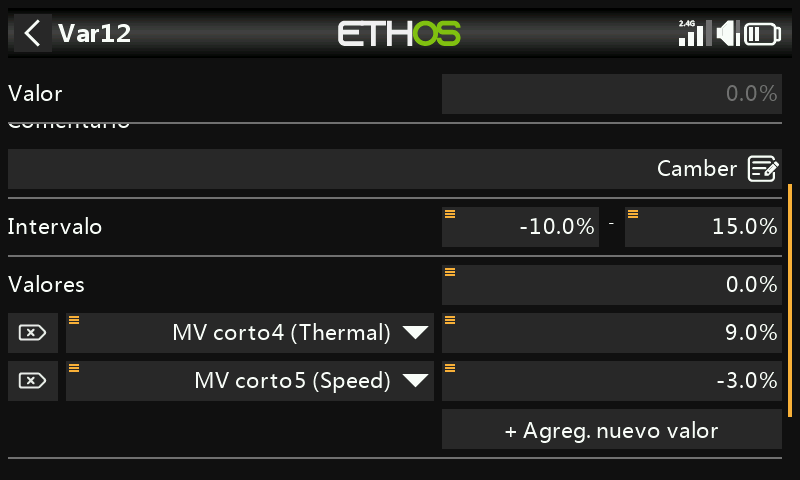 Var12
ETHOS
2.4G
Valor
0.0%
Comentario
Camber
Intervalo
-10.0% - 15.0%
Valores
0.0%
MV corto4 (Thermal)
9.0%
MV corto5 (Speed)
-3.0%
+ Agreg. nuevo valor